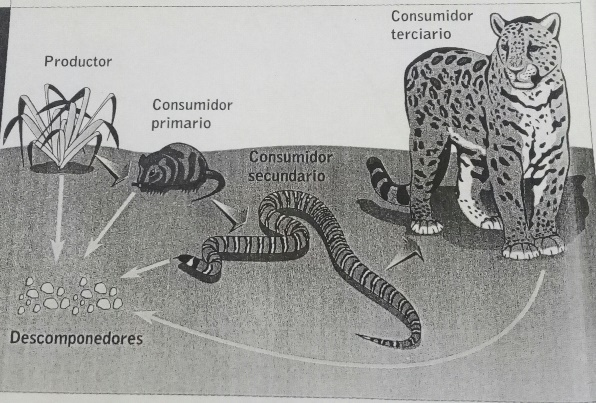 Consumidor
terciario
Productor
Consumidor
primario
Consumidor
secundario
Descomponedores